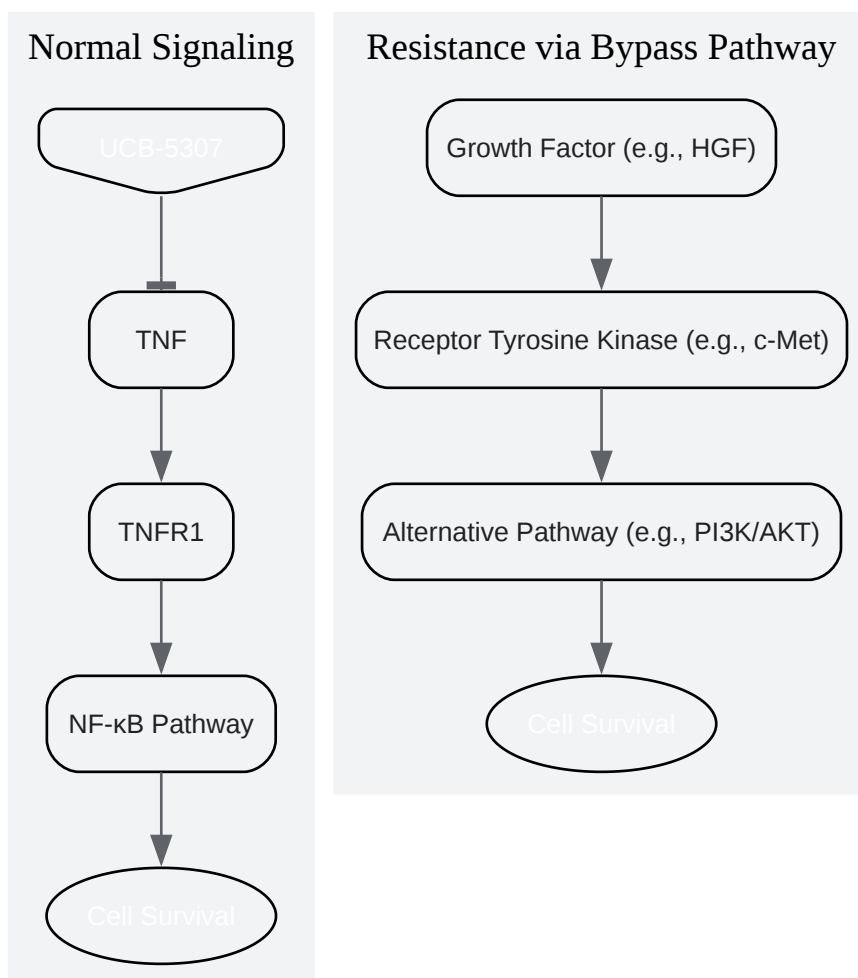 Normal Signaling
UCB-5307
TNF
TNFR1
NF-κB Pathway
Cell Survival
Resistance via Bypass Pathway
Growth Factor (e.g., HGF)
Receptor Tyrosine Kinase (e.g., c-Met)
Alternative Pathway (e.g., PI3K/AKT)
Cell Survival